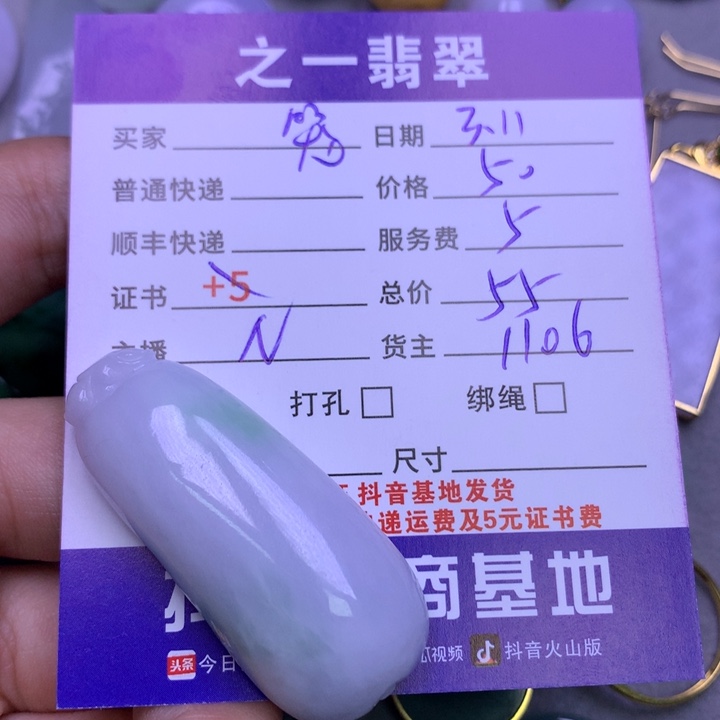 之一翡翠
买家 日期 3.11
普通快递 价格 50
顺丰快递 服务费 5
证书 +5 总价 55
主播 N 货主 1106
打孔 绑绳
尺寸
抖音基地发货
递运费及5元证书费
商基地
头条 今日 视频 抖音火山版